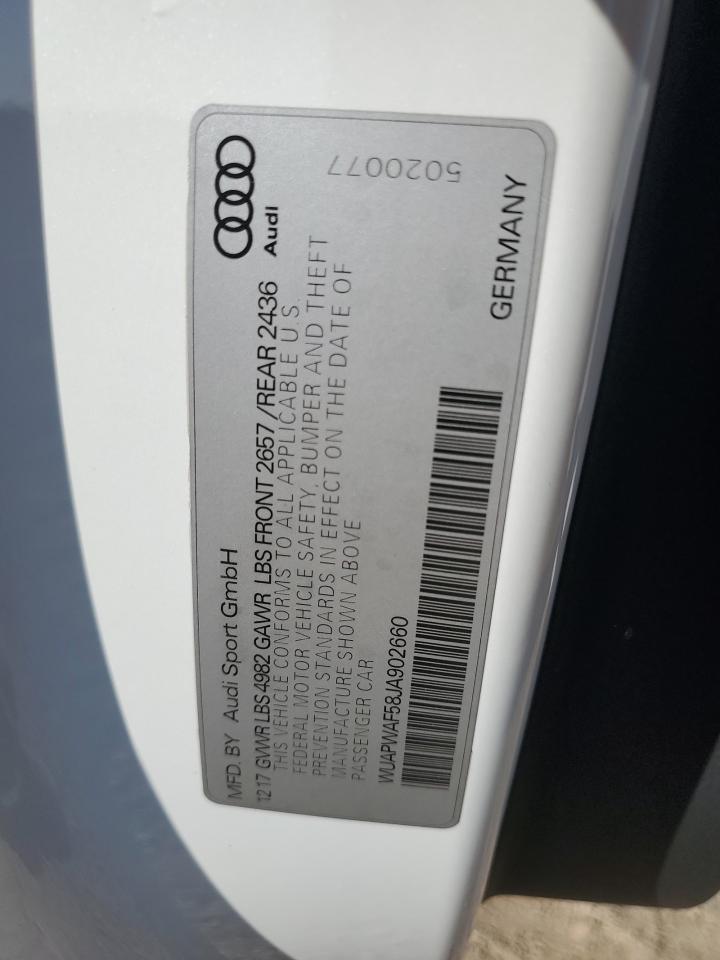 MFD. BY Audi Sport GmbH
Audi
12 17 GVWR LBS 4982 GAWR LBS FRONT 2657 / REAR 2436
THIS VEHICLE CONFORMS TO ALL APPLICABLE U.S.
FEDERAL MOTOR VEHICLE SAFETY, BUMPER AND THEFT
PREVENTION STANDARDS IN EFFECT ON THE DATE OF
MANUFACTURE SHOWN ABOVE
PASSENGER CAR
WUAPWAF58JA902660
GERMANY
5020077